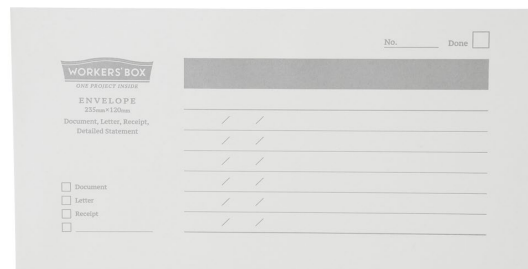 No. Done
WORKERS' BOX
ONE PROJECT INSIDE
ENVELOPE
235mm×120mm
Document, Letter, Receipt,
Detailed Statement
/ /
/ /
/ /
/ /
/ /
/ /
Document
Letter
Receipt